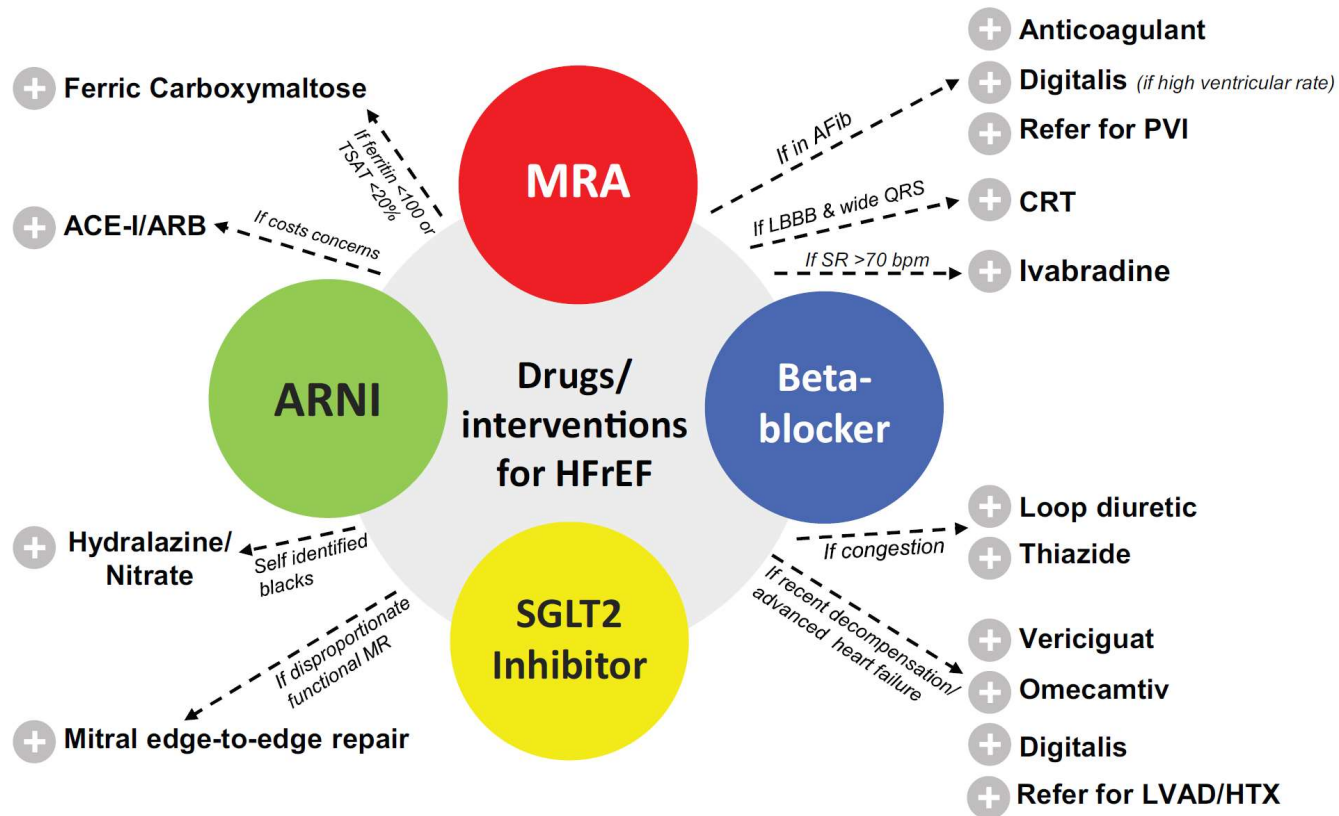 Ferric Carboxymaltose
If ferritin <100 or
TSAT <20%
ACE-I/ARB
If costs concerns
MRA
ARNI
Drugs/
interventions
for HFrEF
Beta-
blocker
SGLT2
Inhibitor
Hydralazine/
Nitrate
Self identified
blacks
If disproportionate
functional MR
Mitral edge-to-edge repair
If in AFib
Anticoagulant
Digitalis (if high ventricular rate)
Refer for PVI
If LBBB & wide QRS
CRT
If SR >70 bpm
Ivabradine
If congestion
Loop diuretic
Thiazide
If recent decompensation/
advanced heart failure
Vericiguat
Omecamtiv
Digitalis
Refer for LVAD/HTX